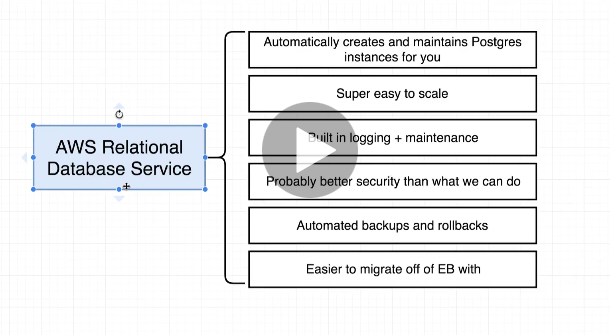 AWS Relational
Database Service
Automatically creates and maintains Postgres
instances for you
Super easy to scale
Built in logging + maintenance
Probably better security than what we can do
Automated backups and rollbacks
Easier to migrate off of EB with